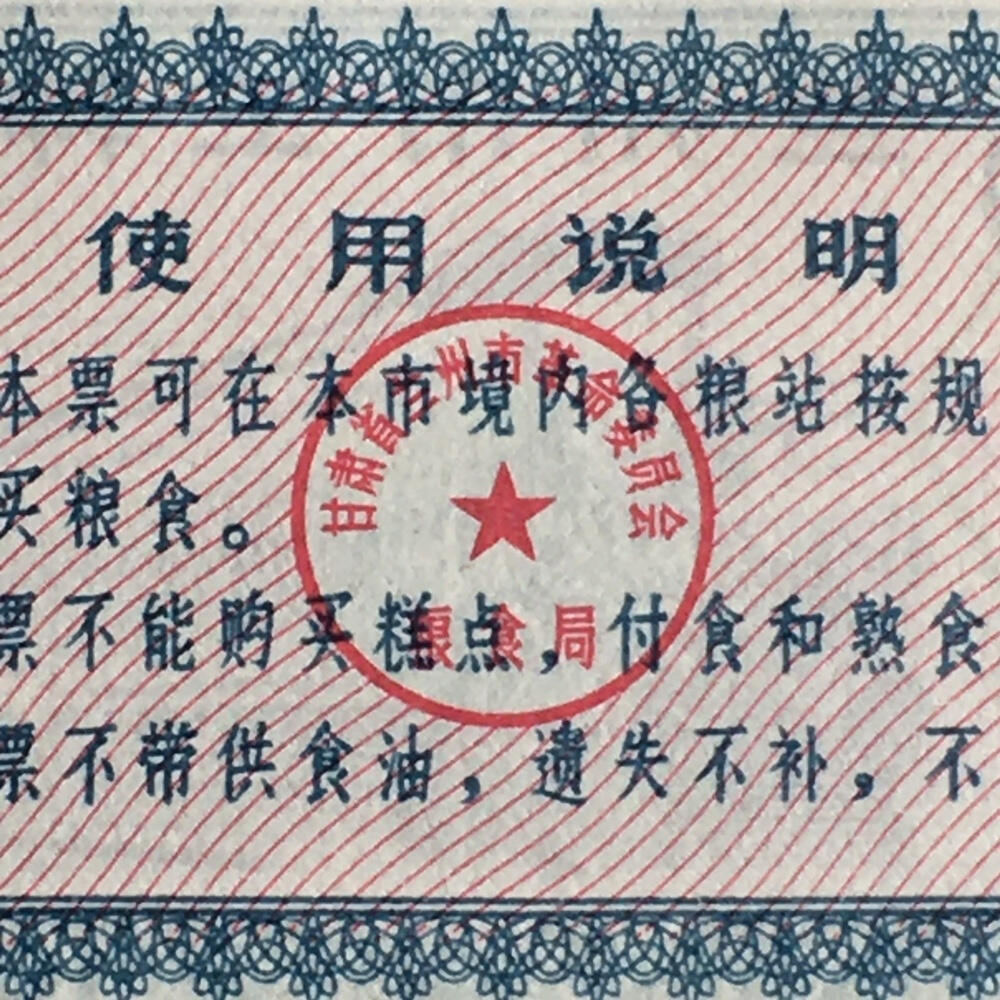 使用说明
本票可在本市境内各粮站按规
买粮食。
票不能购买糕点，付食和熟食
票不带供食油，遗失不补，不
甘肃省兰州市革命委员会
粮食局